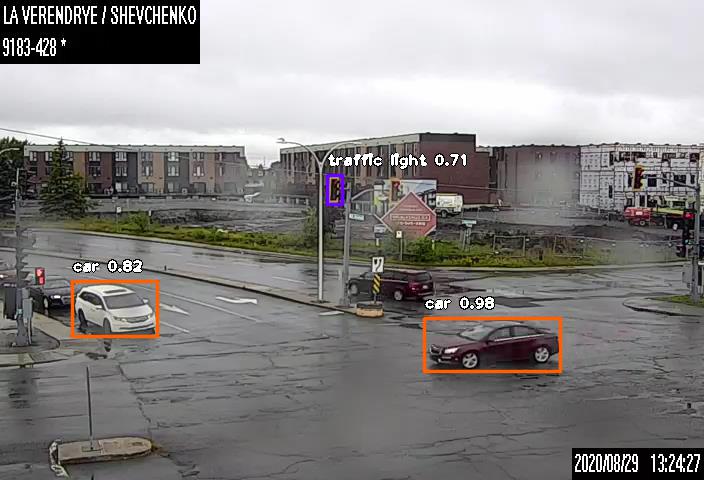 LA VERENDRYE / SHEVCHENKO
9183-428 *
traffic light 0.71
car 0.82
car 0.98
2020/08/29 13:24:27